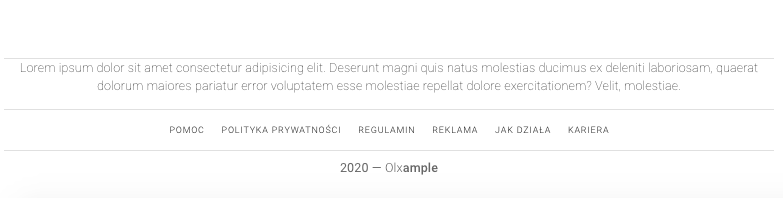 Lorem ipsum dolor sit amet consectetur adipisicing elit. Deserunt magni quis natus molestias ducimus ex deleniti laboriosam, quaerat
dolorum maiores pariatur error voluptatem esse molestiae repellat dolore exercitationem? Velit, molestiae.
POMOC POLITYKA PRYWATNOŚCI REGULAMIN REKLAMA JAK DZIAŁA KARIERA
2020 — Olxample